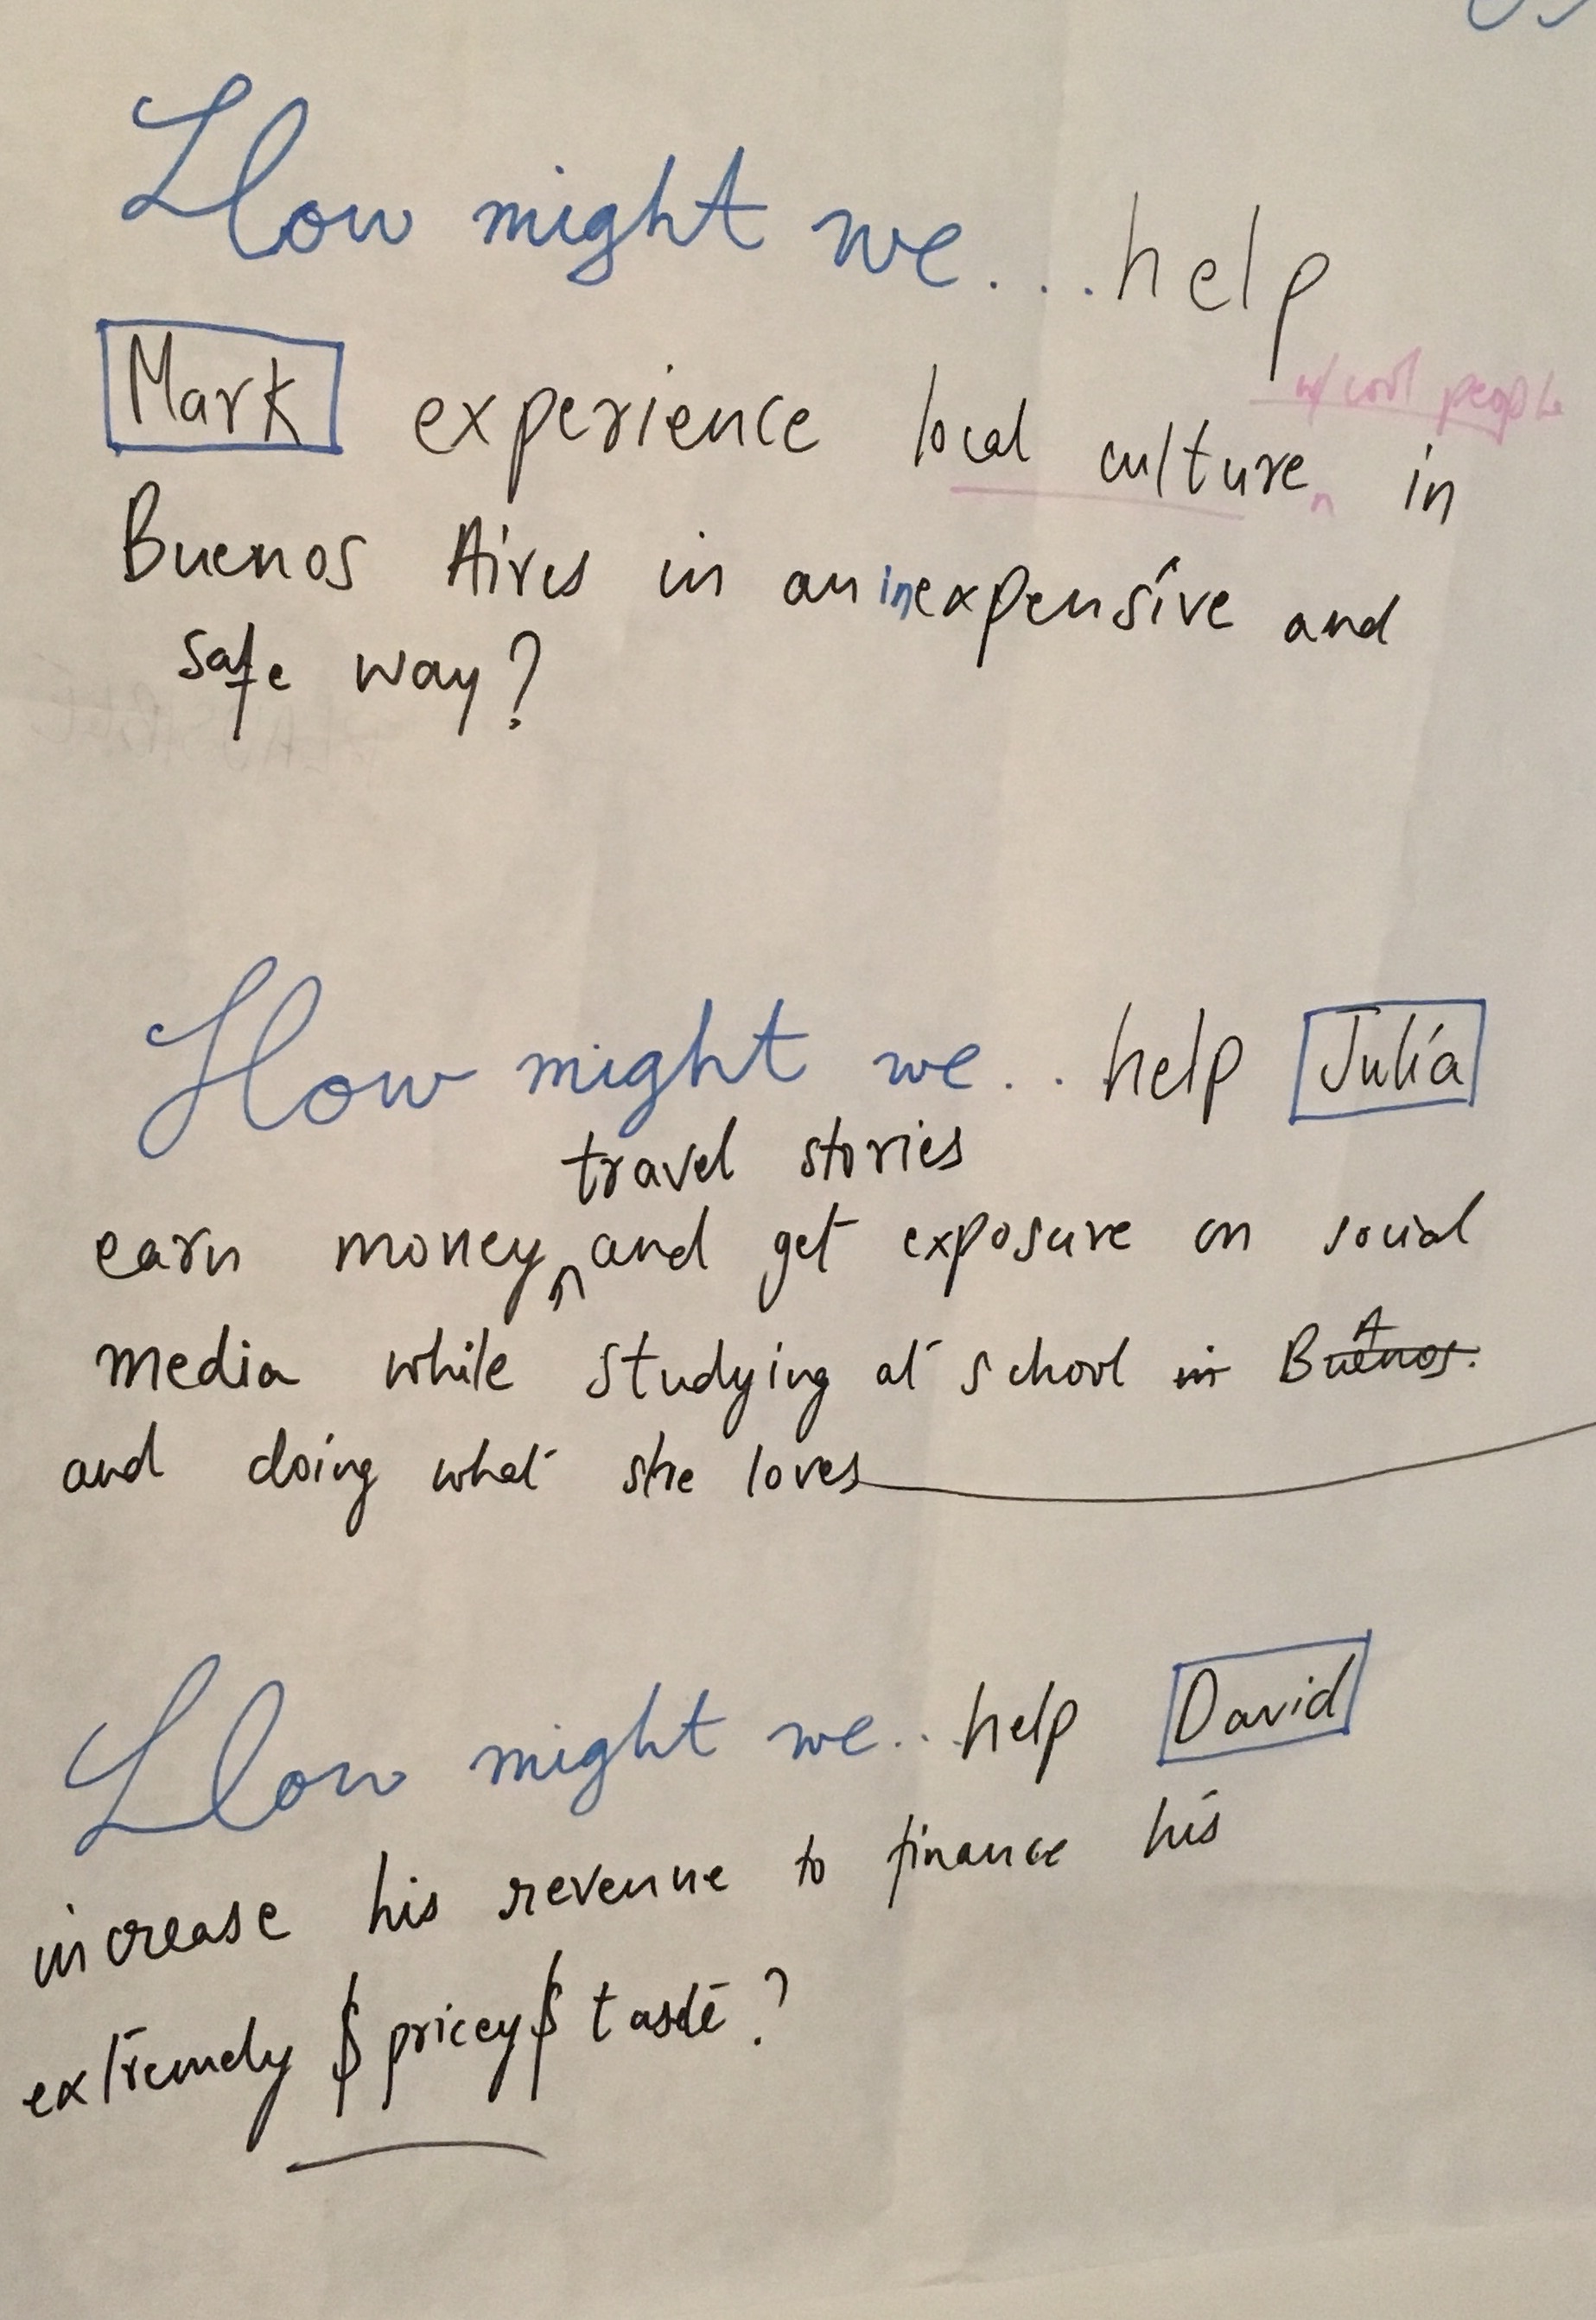 How might we... help
w/ cool people
Mark experience local culture in
Buenos Aires in an inexpensive and
safe way?
How might we... help Julia
travel stories
earn money and get exposure on social
media while studying at school in Buenos A.
and doing what she loves
How might we... help David
increase his revenue to finance his
extremely $pricey$ taste?